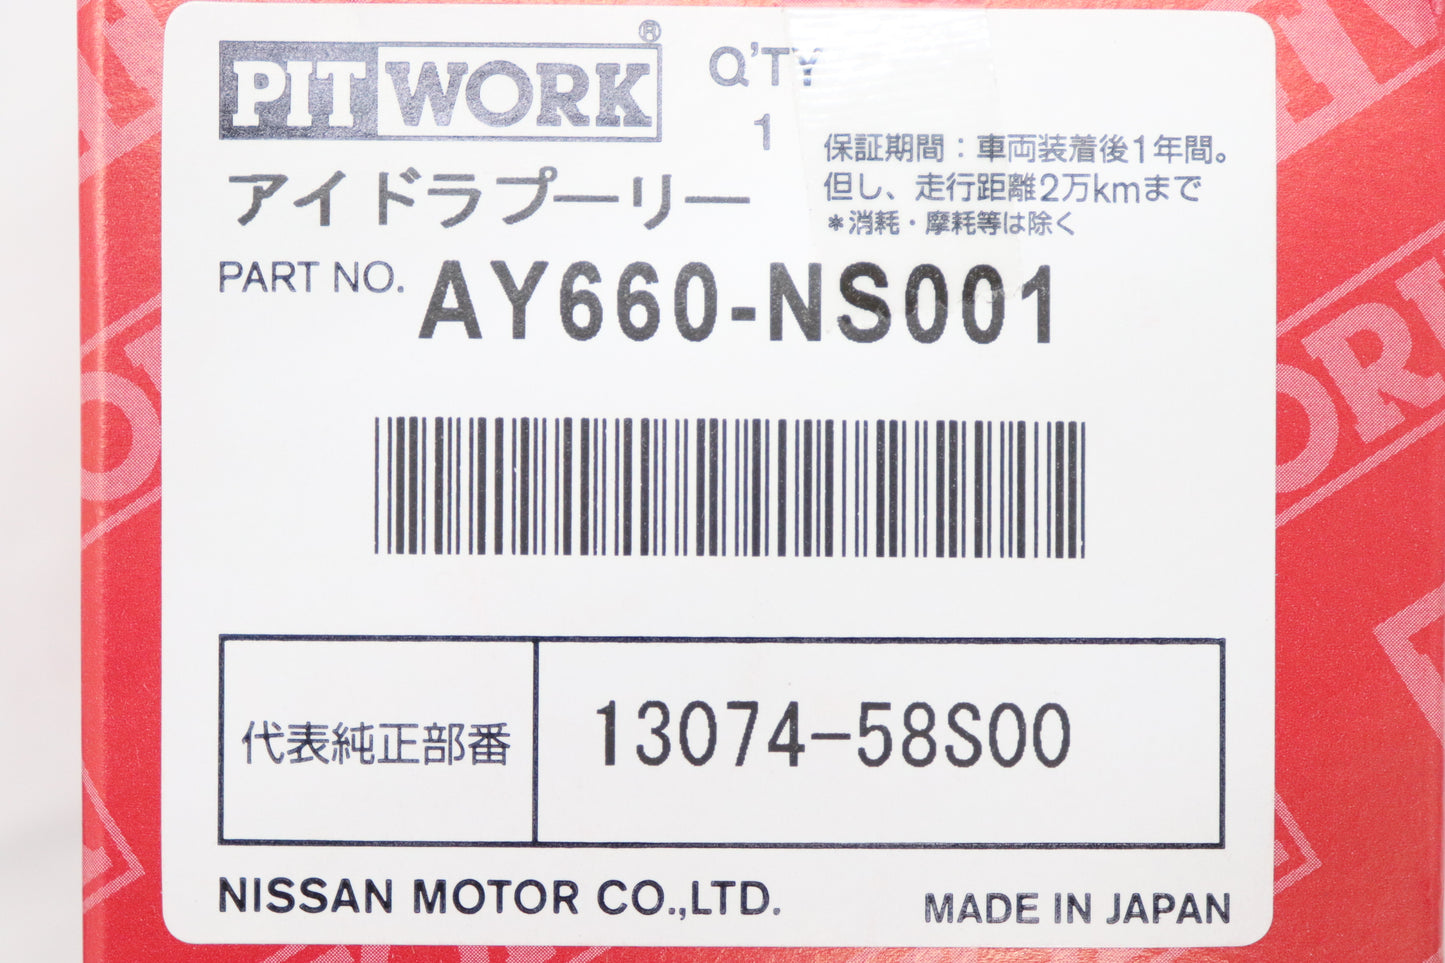 PIT WORK®
Q'TY
1
アイドラプーリー
保証期間：車両装着後1年間。
但し、走行距離2万kmまで
*消耗・摩耗等は除く
PART NO. AY660-NS001
代表純正部番 13074-58S00
NISSAN MOTOR CO.,LTD.
MADE IN JAPAN